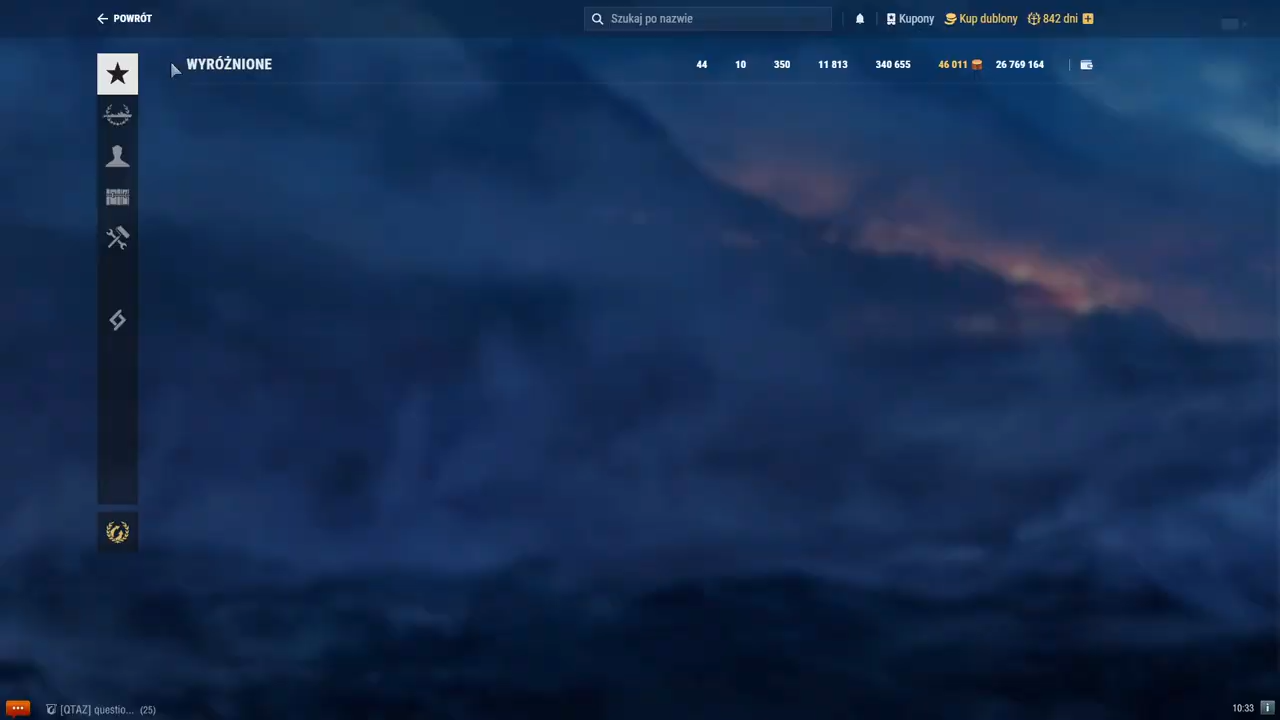 POWRÓT
Szukaj po nazwie
Kupony
Kup dublony
842 dni
WYRÓŻNIONE
44 10 350 11 813 340 655 46 011 26 769 164
[QTAZ] questio... (25)
10:33